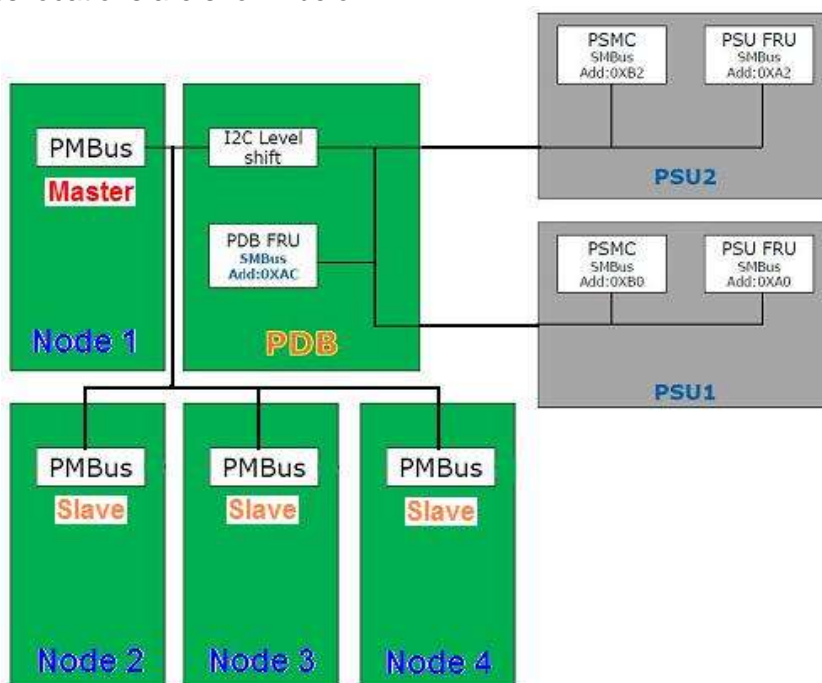 PMBus
Master
Node 1
I2C Level
shift
PDB FRU
SMBus
Add:0XAC
PDB
PSMC
SMBus
Add:0XB2
PSU FRU
SMBus
Add:0XA2
PSU2
PSMC
SMBus
Add:0XB0
PSU FRU
SMBus
Add:0XA0
PSU1
PMBus
Slave
Node 2
PMBus
Slave
Node 3
PMBus
Slave
Node 4